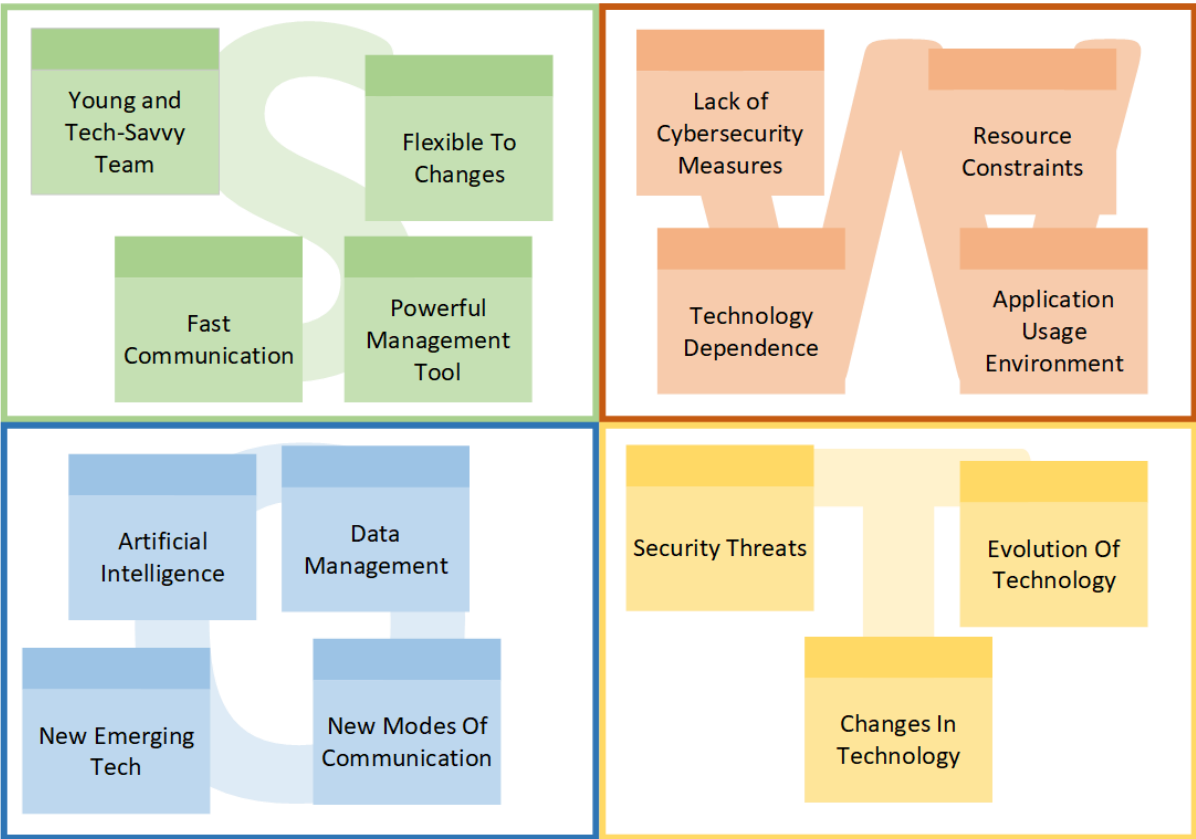 S
Young and
Tech-Savvy
Team
Flexible To
Changes
Fast
Communication
Powerful
Management
Tool
W
Lack of
Cybersecurity
Measures
Resource
Constraints
Technology
Dependence
Application
Usage
Environment
O
Artificial
Intelligence
Data
Management
New Emerging
Tech
New Modes Of
Communication
T
Security Threats
Evolution Of
Technology
Changes In
Technology